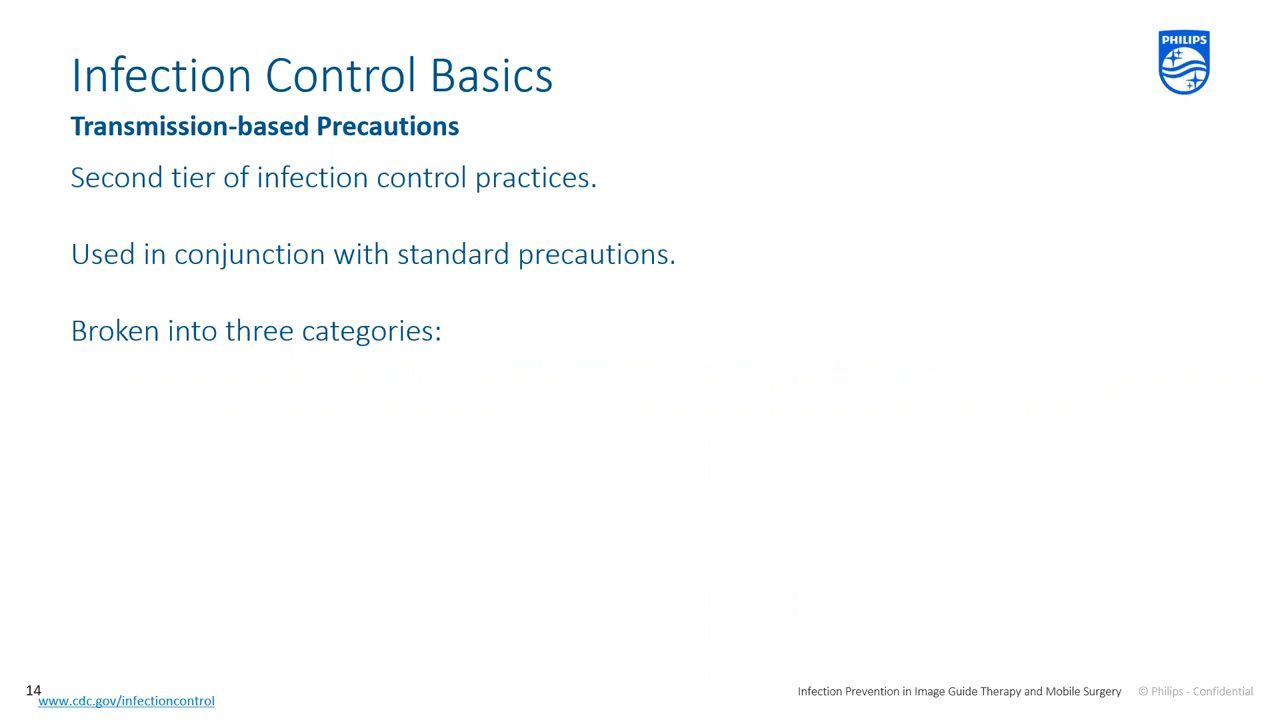 PHILIPS
Infection Control Basics
Transmission-based Precautions
Second tier of infection control practices.
Used in conjunction with standard precautions.
Broken into three categories:
14
www.cdc.gov/infectioncontrol
Infection Prevention in Image Guide Therapy and Mobile Surgery © Philips - Confidential